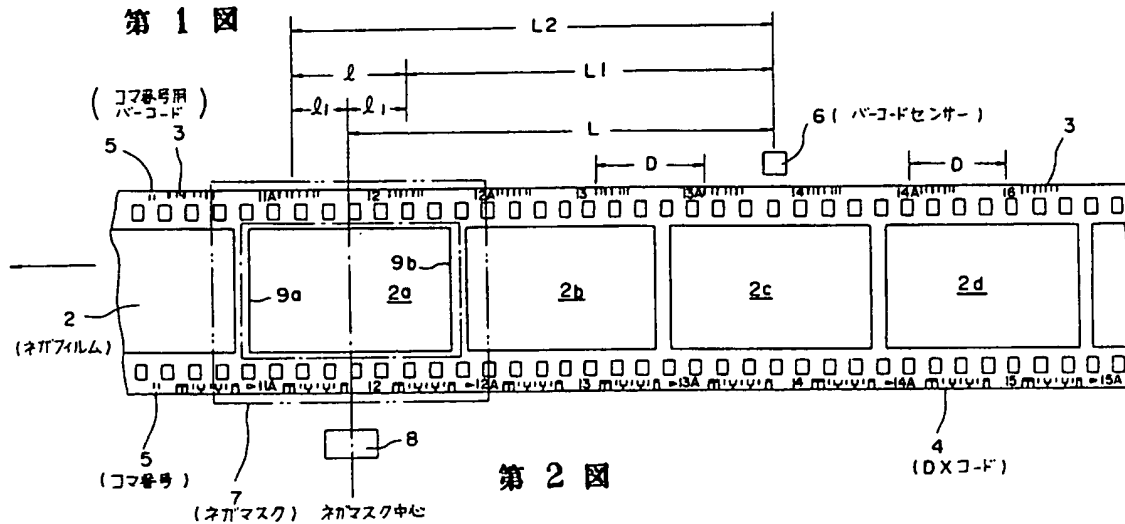 第 1 図
L2
ℓ
L1
ℓ1
ℓ1
L
( コマ番号用 バーコード )
5
3
6 ( バーコードセンサー )
D
D
3
11
11A
12
12A
13
13A
14
14A
16
9a
9b
2a
2b
2c
2d
2
(ネガフィルム)
11
11A
12
12A
13
13A
14
14A
15
15A
5
(コマ番号)
7
(ネガマスク)
8
ネガマスク中心
4
(DXコード)
第 2 図